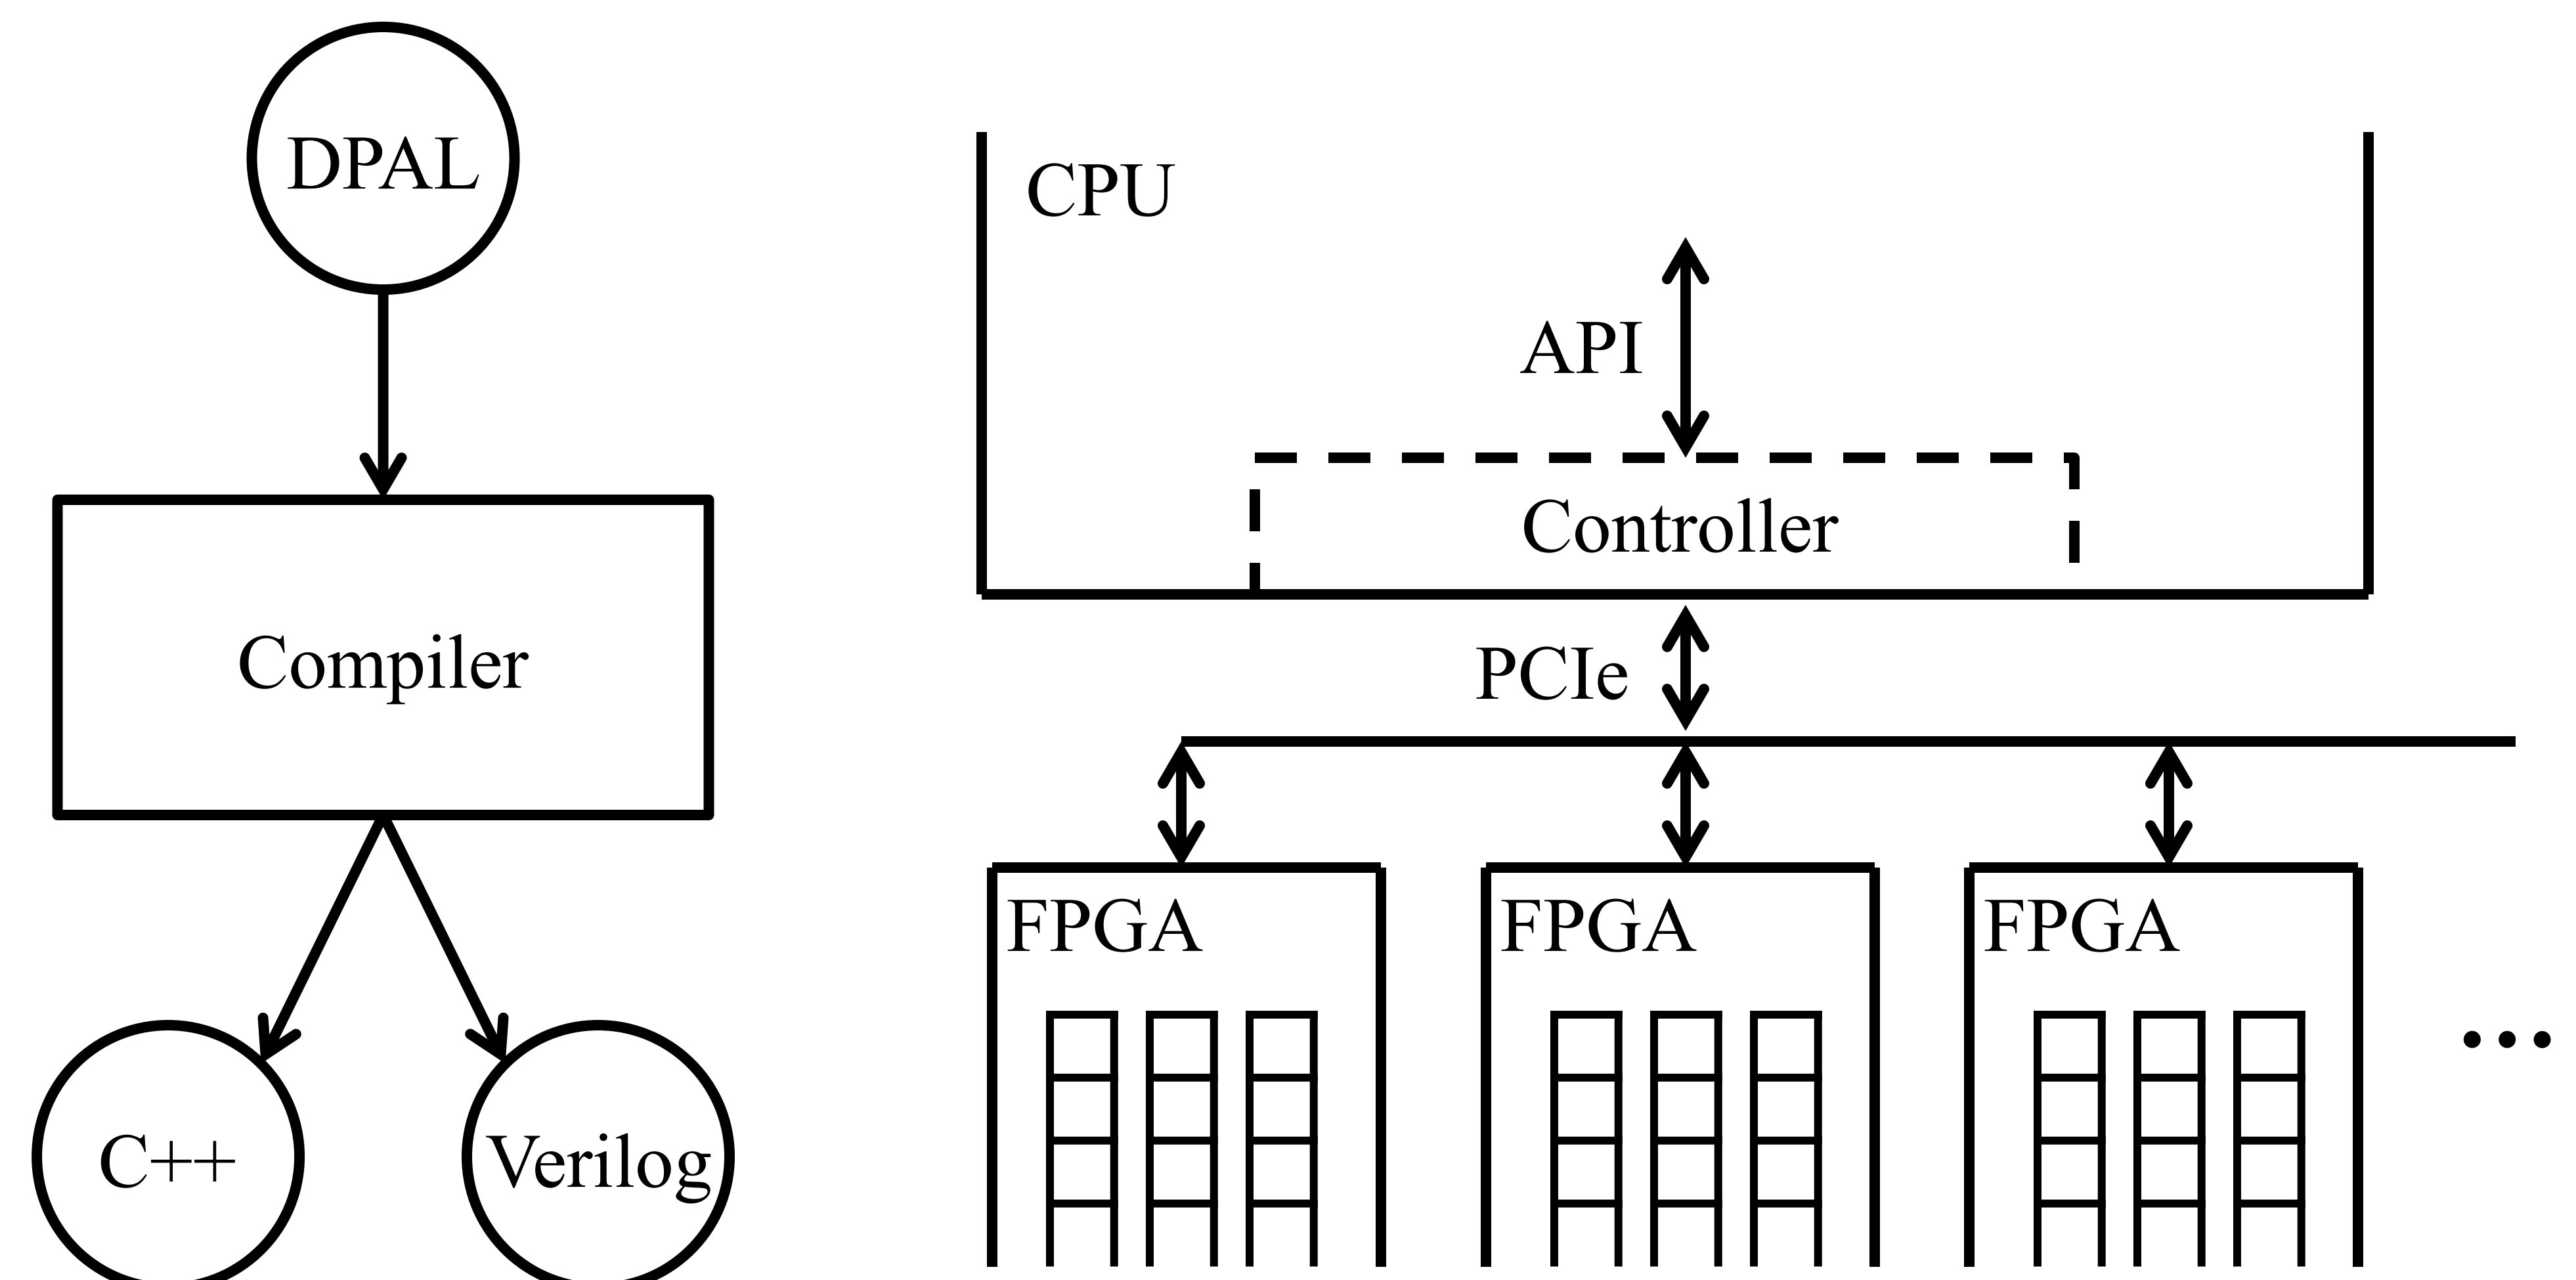 DPAL
Compiler
C++
Verilog
CPU
API
Controller
PCIe
FPGA
FPGA
FPGA
...